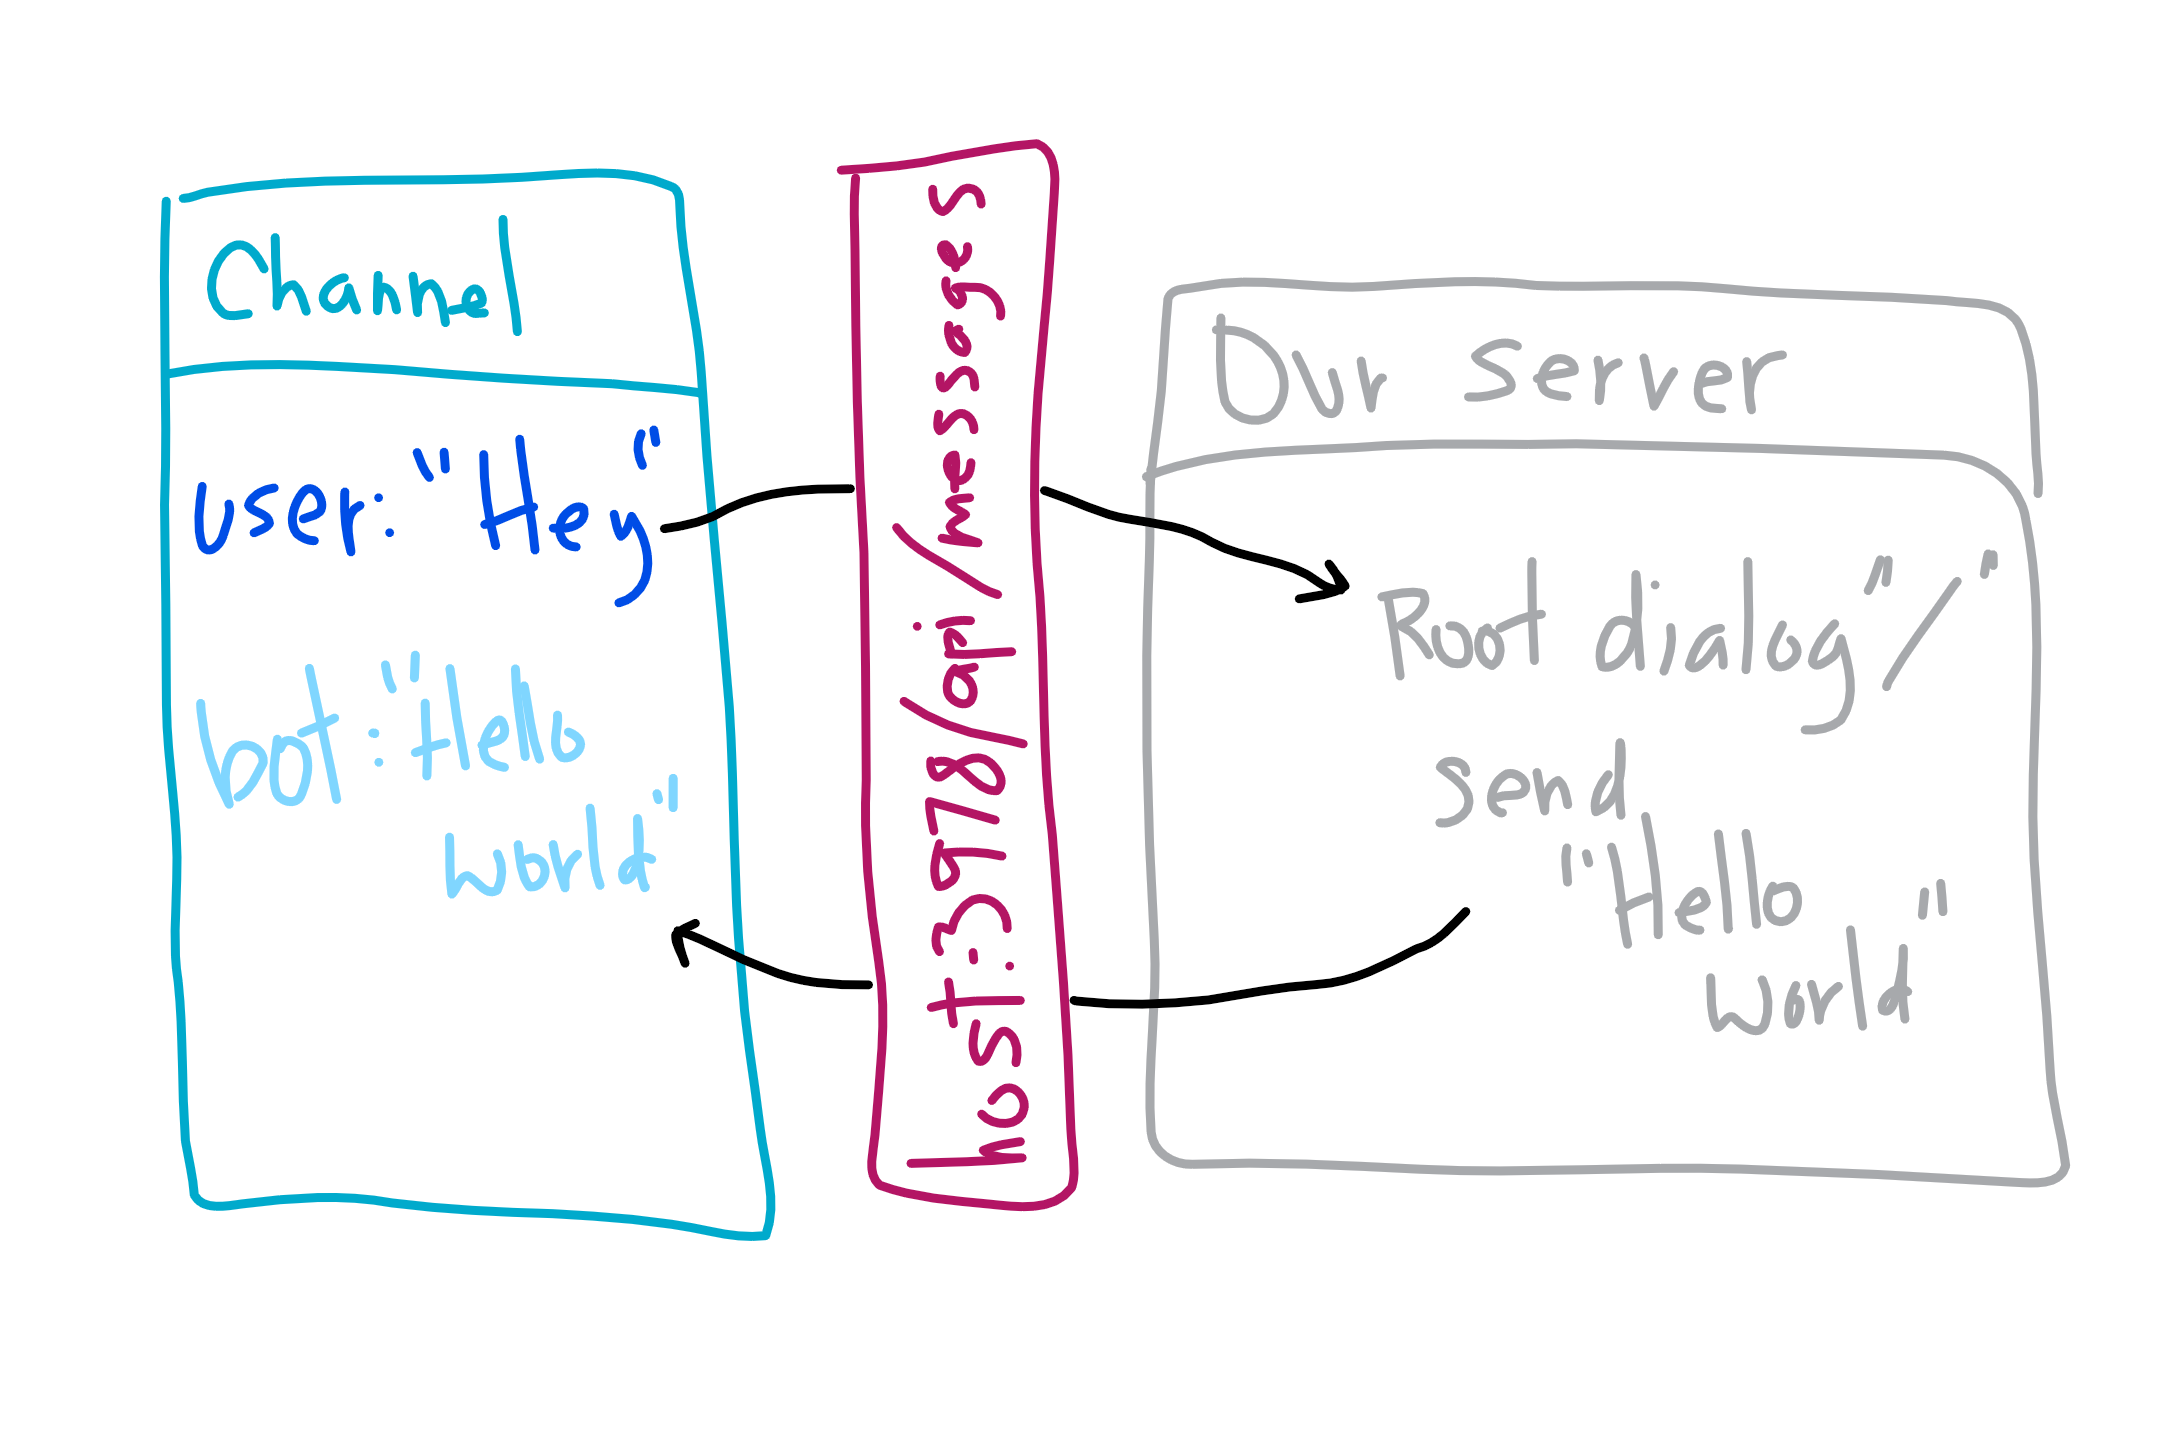 Channel
user: "Hey"
bot: "Hello
world"
host:3978/api/messages
Our server
Root dialog "/"
send
"Hello
world"